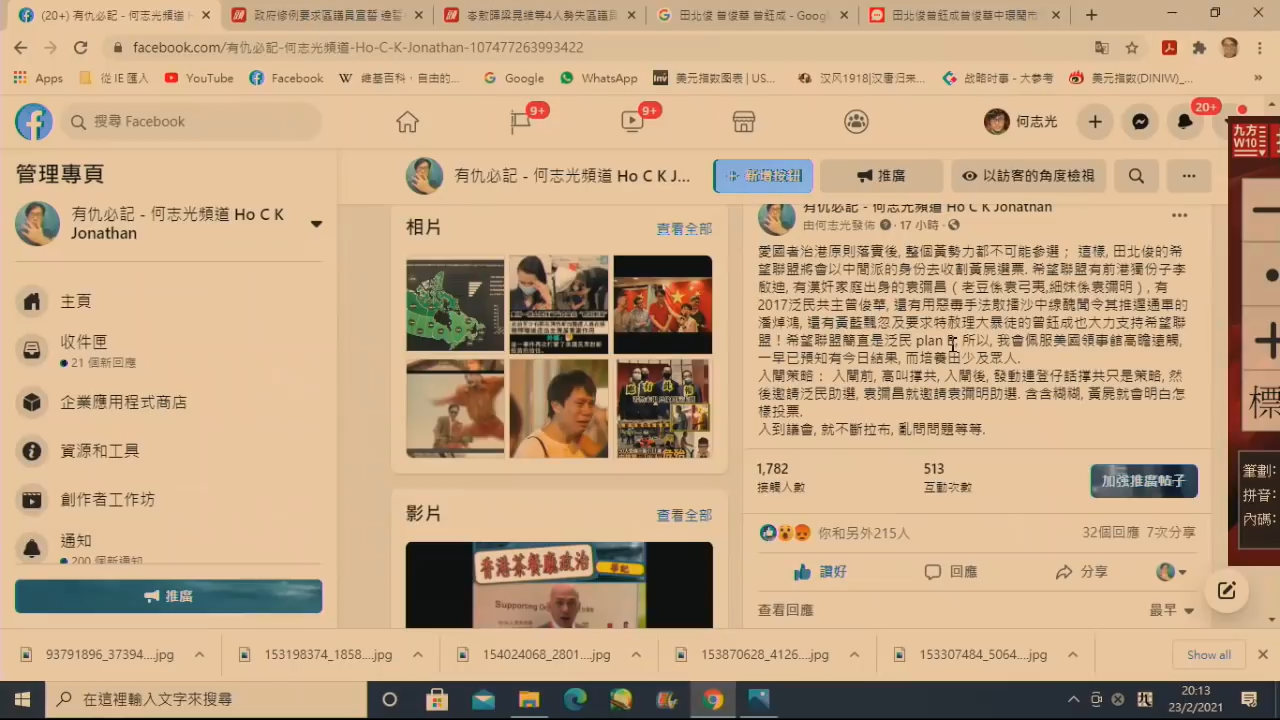 (20+) 有仇必記 - 何志光頻道 H
政府修例要求區議員宣誓 違誓
岑敖暉梁晃維等4人勢失區議員
田北俊 曾俊華 曾鈺成 - Goog
田北俊曾鈺成曾俊華中環鬧市
facebook.com/有仇必記-何志光頻道-Ho-C-K-Jonathan-107477263993422
Apps
從 IE 匯入
YouTube
Facebook
維基百科，自由的...
Google
WhatsApp
美元指数图表 | US...
汉风1918|汉唐归来...
战略时事 - 大参考
美元指数(DINIW)_...
搜尋 Facebook
9+
9+
何志光
20+
管理專頁
有仇必記 - 何志光頻道 Ho C K
Jonathan
主頁
收件匣
21 個新回應
企業應用程式商店
資源和工具
創作者工作坊
通知
200 個新通知
推廣
有仇必記 - 何志光頻道 Ho C K J...
+ 新增按鈕
推廣
以訪客的角度檢視
...
相片
查看全部
影片
查看全部
香港茶餐廳政治
Supporting
有仇必記 - 何志光頻道 Ho C K Jonathan
由何志光發佈 · 17 小時 ·
愛國者治港原則落實後, 整個黃勢力都不可能參選； 這樣, 田北俊的希
望聯盟將會以中間派的身份去收割黃屍選票. 希望聯盟有前港獨份子李
啟迪, 有漢奸家庭出身的袁彌昌（老豆係袁弓夷,細妹係袁彌明）, 有
2017泛民共主曾俊華, 還有用惡毒手法散播沙中線醜聞令其推遲通車的
潘焯鴻, 還有黃藍飄忽及要求特赦理大暴徒的曾鈺成也大力支持希望聯
盟！希望聯盟簡直是泛民 plan 所以, 我會佩服美國領事館高瞻遠矚,
一早已預知有今日結果, 而培養田少及眾人.
入閘策略； 入閘前, 高叫撐共, 入閘後, 發動連登仔話撐共只是策略, 然
後邀請泛民助選, 袁彌昌就邀請袁彌明助選. 含含糊糊, 黃屍就會明白怎
樣投票.
入到議會, 就不斷拉布, 亂問問題等等.
1,782
接觸人數
513
互動次數
加強推廣帖子
你和另外215人
32個回應 7次分享
讚好
回應
分享
查看回應
最早
九方
W10
標
筆劃:
拼音:
內碼:
93791896_37394....jpg
153198374_1858....jpg
154024068_2801....jpg
153870628_4126....jpg
153307484_5064....jpg
Show all
在這裡輸入文字來搜尋
20:13
23/2/2021